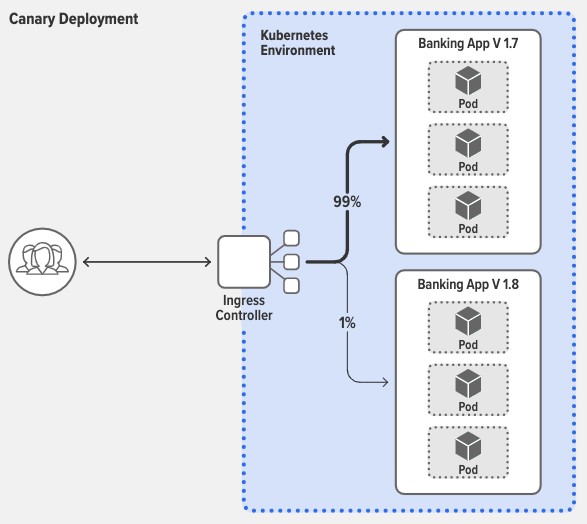 Canary Deployment
Kubernetes
Environment
Banking App V 1.7
Pod
Pod
Pod
99%
Ingress
Controller
1%
Banking App V 1.8
Pod
Pod
Pod